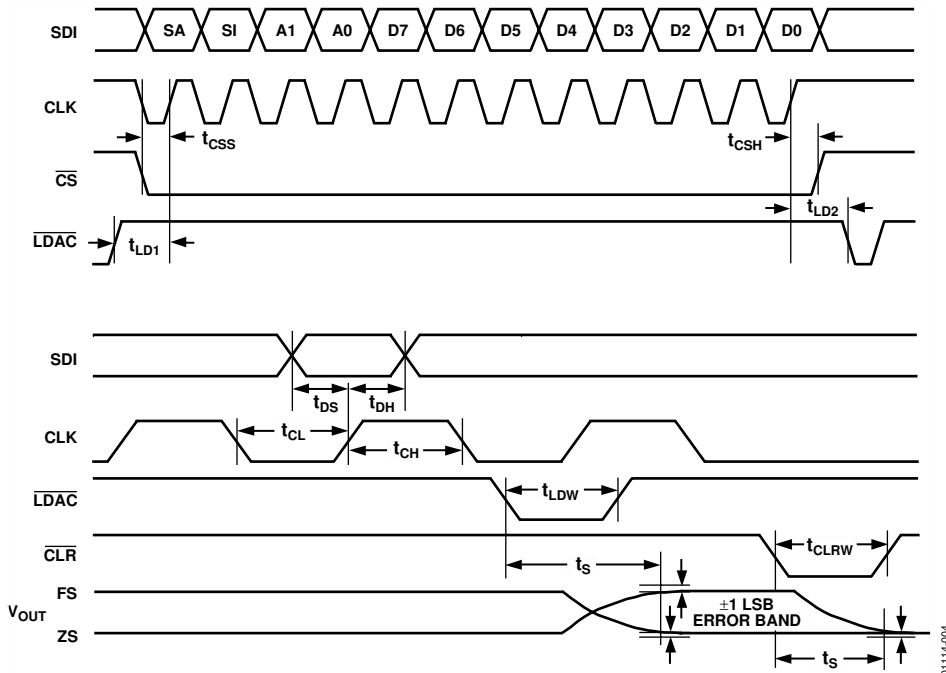 SDI SA SI A1 A0 D7 D6 D5 D4 D3 D2 D1 D0
CLK
tCSS tCSH
CS
tLD2
LDAC tLD1
SDI
tDS tDH
CLK tCL tCH
LDAC tLDW
CLR tCLRW
tS
FS
VOUT ±1 LSB
ERROR BAND
ZS
tS
01114-004